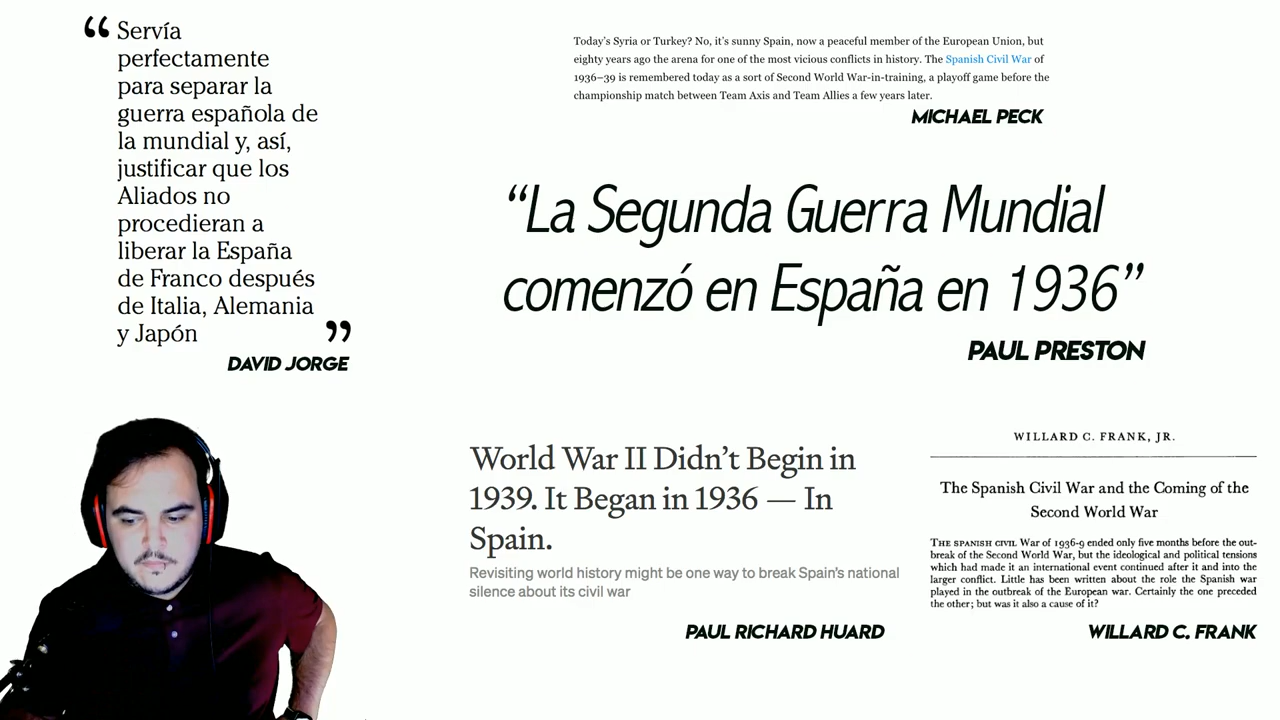 “ Servía
perfectamente
para separar la
guerra española de
la mundial y, así,
justificar que los
Aliados no
procedieran a
liberar la España
de Franco después
de Italia, Alemania
y Japón ”
DAVID JORGE
Today’s Syria or Turkey? No, it’s sunny Spain, now a peaceful member of the European Union, but
eighty years ago the arena for one of the most vicious conflicts in history. The Spanish Civil War of
1936–39 is remembered today as a sort of Second World War-in-training, a playoff game before the
championship match between Team Axis and Team Allies a few years later.
MICHAEL PECK
“La Segunda Guerra Mundial
comenzó en España en 1936”
PAUL PRESTON
World War II Didn’t Begin in
1939. It Began in 1936 — In
Spain.
Revisiting world history might be one way to break Spain’s national
silence about its civil war
PAUL RICHARD HUARD
WILLARD C. FRANK, JR.
The Spanish Civil War and the Coming of the
Second World War
THE SPANISH CIVIL War of 1936-9 ended only five months before the out-
break of the Second World War, but the ideological and political tensions
which had made it an international event continued after it and into the
larger conflict. Little has been written about the role the Spanish war
played in the outbreak of the European war. Certainly the one preceded
the other; but was it also a cause of it?
WILLARD C. FRANK